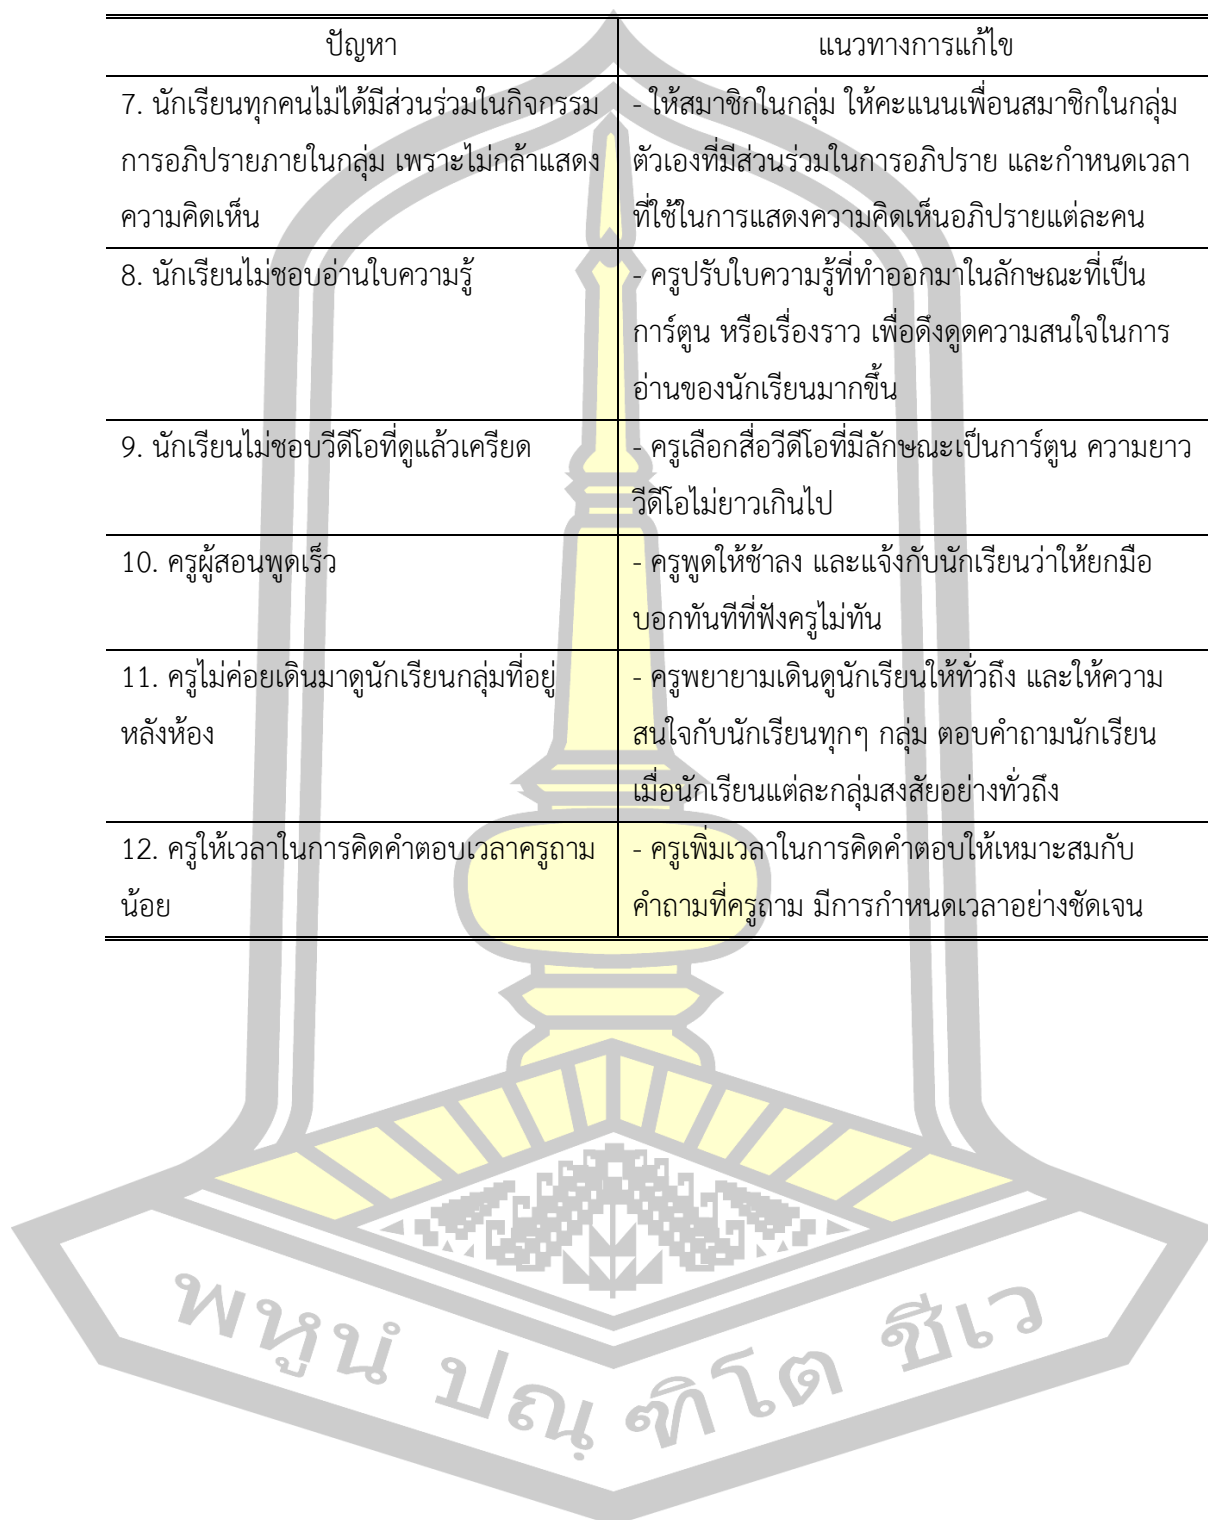 ปัญหา
แนวทางการแก้ไข
7. นักเรียนทุกคนไม่ได้มีส่วนร่วมในกิจกรรม
การอภิปรายภายในกลุ่ม เพราะไม่กล้าแสดง
ความคิดเห็น
- ให้สมาชิกในกลุ่ม ให้คะแนนเพื่อนสมาชิกในกลุ่ม
ตัวเองที่มีส่วนร่วมในการอภิปราย และกำหนดเวลา
ที่ใช้ในการแสดงความคิดเห็นอภิปรายแต่ละคน
8. นักเรียนไม่ชอบอ่านใบความรู้
- ครูปรับใบความรู้ที่ทำออกมาในลักษณะที่เป็น
การ์ตูน หรือเรื่องราว เพื่อดึงดูดความสนใจในการ
อ่านของนักเรียนมากขึ้น
9. นักเรียนไม่ชอบวีดีโอที่ดูแล้วเครียด
- ครูเลือกสื่อวีดีโอที่มีลักษณะเป็นการ์ตูน ความยาว
วีดีโอไม่ยาวเกินไป
10. ครูผู้สอนพูดเร็ว
- ครูพูดให้ช้าลง และแจ้งกับนักเรียนว่าให้ยกมือ
บอกทันทีที่ฟังครูไม่ทัน
11. ครูไม่ค่อยเดินมาดูนักเรียนกลุ่มที่อยู่
หลังห้อง
- ครูพยายามเดินดูนักเรียนให้ทั่วถึง และให้ความ
สนใจกับนักเรียนทุกๆ กลุ่ม ตอบคำถามนักเรียน
เมื่อนักเรียนแต่ละกลุ่มสงสัยอย่างทั่วถึง
12. ครูให้เวลาในการคิดคำตอบเวลาครูถาม
น้อย
- ครูเพิ่มเวลาในการคิดคำตอบให้เหมาะสมกับ
คำถามที่ครูถาม มีการกำหนดเวลาอย่างชัดเจน
พหูนํ ปณฺฑิโต ชีเว